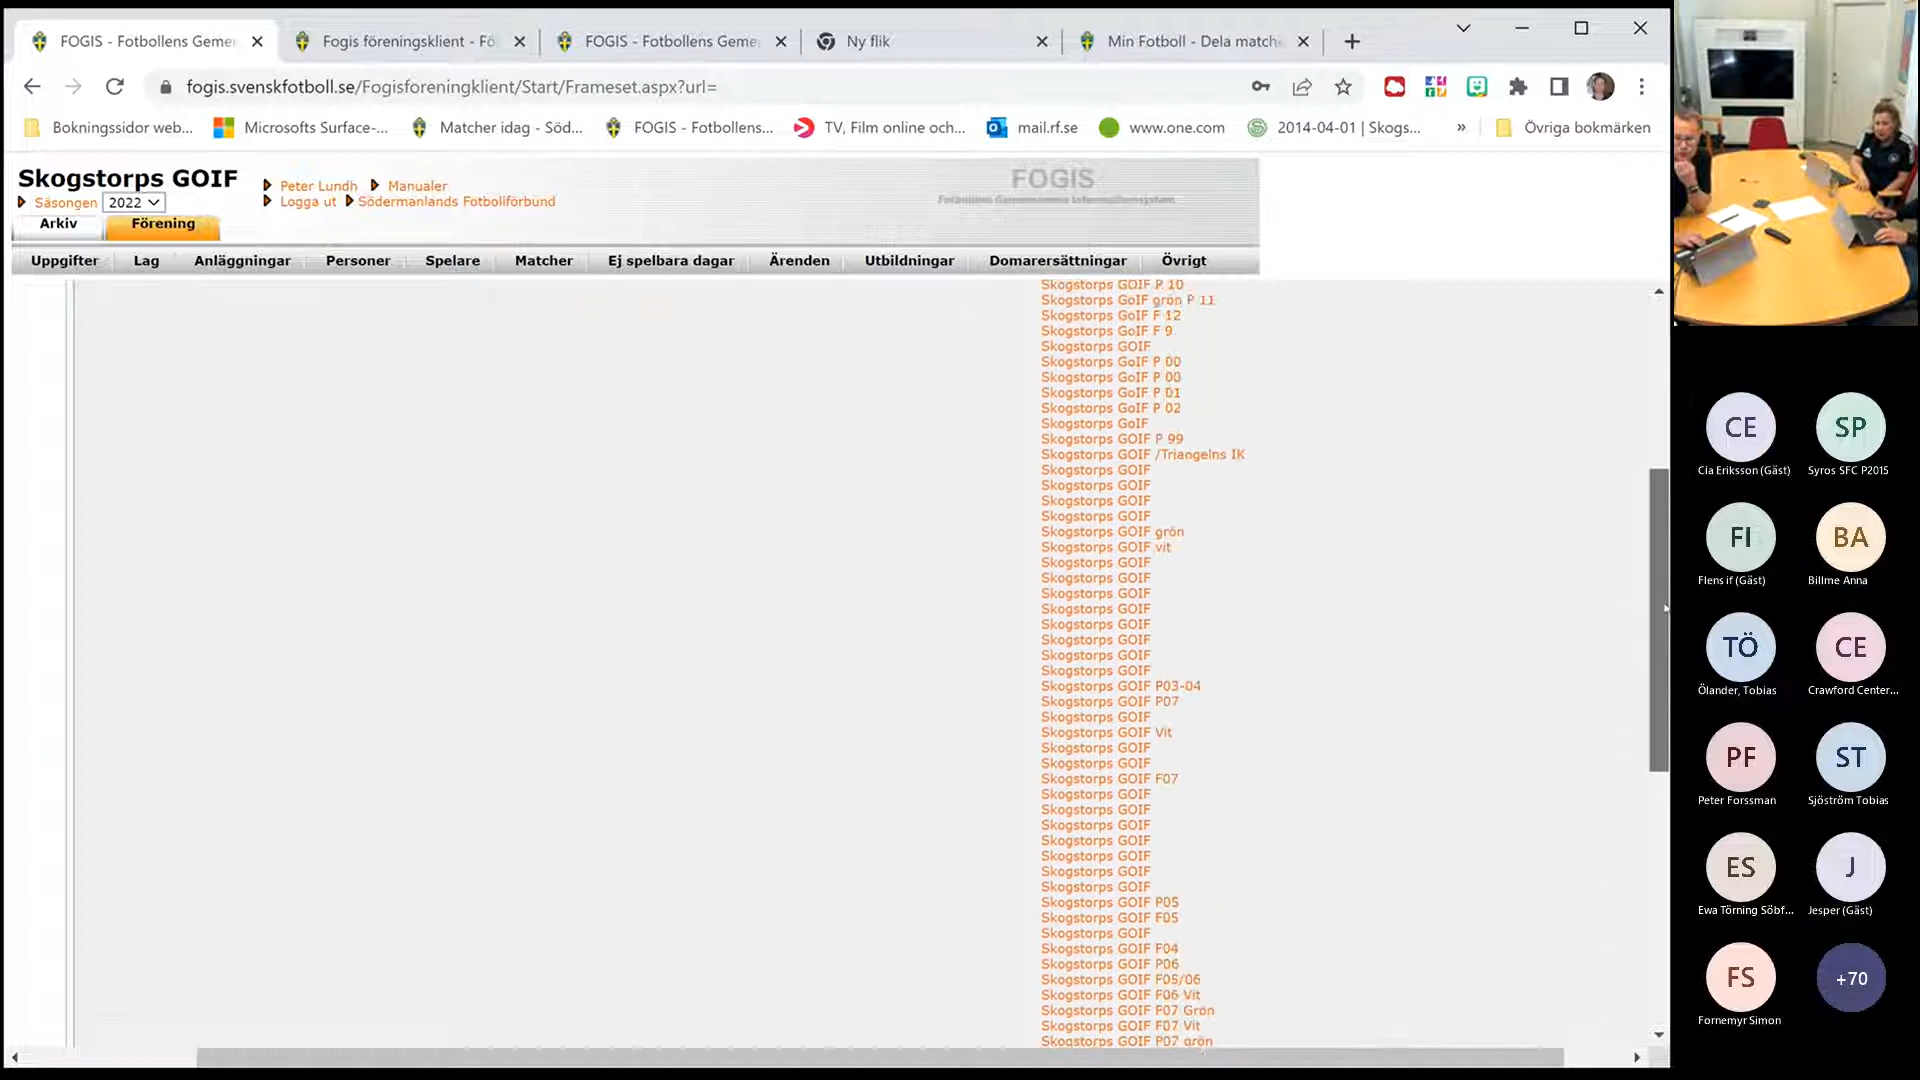 FOGIS - Fotbollens Geme
Fogis föreningsklient - Fö
FOGIS - Fotbollens Geme
Ny flik
Min Fotboll - Dela match
fogis.svenskfotboll.se/Fogisforeningklient/Start/Frameset.aspx?url=
Bokningssidor web...
Microsofts Surface-...
Matcher idag - Söd...
FOGIS - Fotbollens...
TV, Film online och...
mail.rf.se
www.one.com
2014-04-01 | Skogs...
»
Övriga bokmärken
Skogstorps GOIF
Peter Lundh
Manualer
Säsongen 2022
Logga ut
Södermanlands Fotbollförbund
FOGIS
Fotbollens Gemensamma Informationssystem
Arkiv
Förening
Uppgifter
Lag
Anläggningar
Personer
Spelare
Matcher
Ej spelbara dagar
Ärenden
Utbildningar
Domarersättningar
Övrigt
Skogstorps GOIF P 10
Skogstorps GoIF grön P 11
Skogstorps GoIF F 12
Skogstorps GoIF F 9
Skogstorps GOIF
Skogstorps GoIF P 00
Skogstorps GoIF P 00
Skogstorps GoIF P 01
Skogstorps GoIF P 02
Skogstorps GoIF
Skogstorps GOIF P 99
Skogstorps GOIF /Triangelns IK
Skogstorps GOIF
Skogstorps GOIF
Skogstorps GOIF
Skogstorps GOIF
Skogstorps GOIF grön
Skogstorps GOIF vit
Skogstorps GOIF
Skogstorps GOIF
Skogstorps GOIF
Skogstorps GOIF
Skogstorps GOIF
Skogstorps GOIF
Skogstorps GOIF
Skogstorps GOIF
Skogstorps GOIF P03-04
Skogstorps GOIF P07
Skogstorps GOIF
Skogstorps GOIF Vit
Skogstorps GOIF
Skogstorps GOIF
Skogstorps GOIF F07
Skogstorps GOIF
Skogstorps GOIF
Skogstorps GOIF
Skogstorps GOIF
Skogstorps GOIF
Skogstorps GOIF
Skogstorps GOIF
Skogstorps GOIF P05
Skogstorps GOIF F05
Skogstorps GOIF
Skogstorps GOIF F04
Skogstorps GOIF P06
Skogstorps GOIF F05/06
Skogstorps GOIF F06 Vit
Skogstorps GOIF F07 Grön
Skogstorps GOIF F07 Vit
Skogstorps GOIF P07 grön
CE
Cia Eriksson (Gäst)
SP
Syros SFC P2015
FI
Flens if (Gäst)
BA
Billme Anna
TÖ
Ölander, Tobias
CE
Crawford Center...
PF
Peter Forssman
ST
Sjöström Tobias
ES
Ewa Törning Söbf...
J
Jesper (Gäst)
FS
Fornemyr Simon
+70